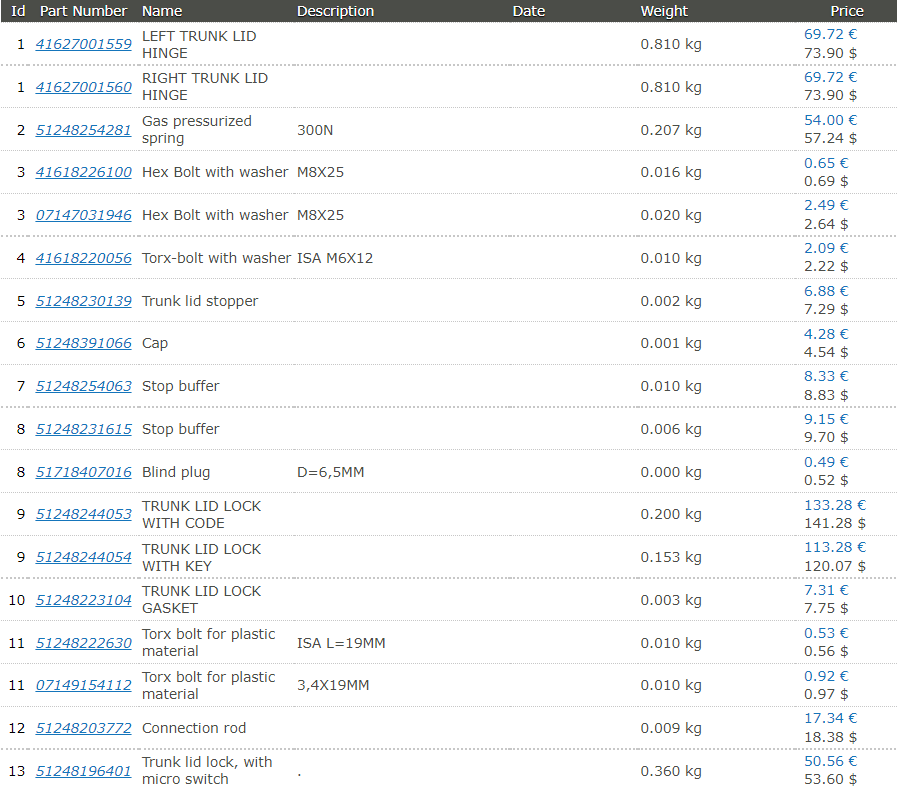 Id Part Number Name Description Date Weight Price
1 41627001559 LEFT TRUNK LID HINGE 0.810 kg 69.72 €
73.90 $
1 41627001560 RIGHT TRUNK LID HINGE 0.810 kg 69.72 €
73.90 $
2 51248254281 Gas pressurized spring 300N 0.207 kg 54.00 €
57.24 $
3 41618226100 Hex Bolt with washer M8X25 0.016 kg 0.65 €
0.69 $
3 07147031946 Hex Bolt with washer M8X25 0.020 kg 2.49 €
2.64 $
4 41618220056 Torx-bolt with washer ISA M6X12 0.010 kg 2.09 €
2.22 $
5 51248230139 Trunk lid stopper 0.002 kg 6.88 €
7.29 $
6 51248391066 Cap 0.001 kg 4.28 €
4.54 $
7 51248254063 Stop buffer 0.010 kg 8.33 €
8.83 $
8 51248231615 Stop buffer 0.006 kg 9.15 €
9.70 $
8 51718407016 Blind plug D=6,5MM 0.000 kg 0.49 €
0.52 $
9 51248244053 TRUNK LID LOCK WITH CODE 0.200 kg 133.28 €
141.28 $
9 51248244054 TRUNK LID LOCK WITH KEY 0.153 kg 113.28 €
120.07 $
10 51248223104 TRUNK LID LOCK GASKET 0.003 kg 7.31 €
7.75 $
11 51248222630 Torx bolt for plastic material ISA L=19MM 0.010 kg 0.53 €
0.56 $
11 07149154112 Torx bolt for plastic material 3,4X19MM 0.010 kg 0.92 €
0.97 $
12 51248203772 Connection rod 0.009 kg 17.34 €
18.38 $
13 51248196401 Trunk lid lock, with micro switch . 0.360 kg 50.56 €
53.60 $